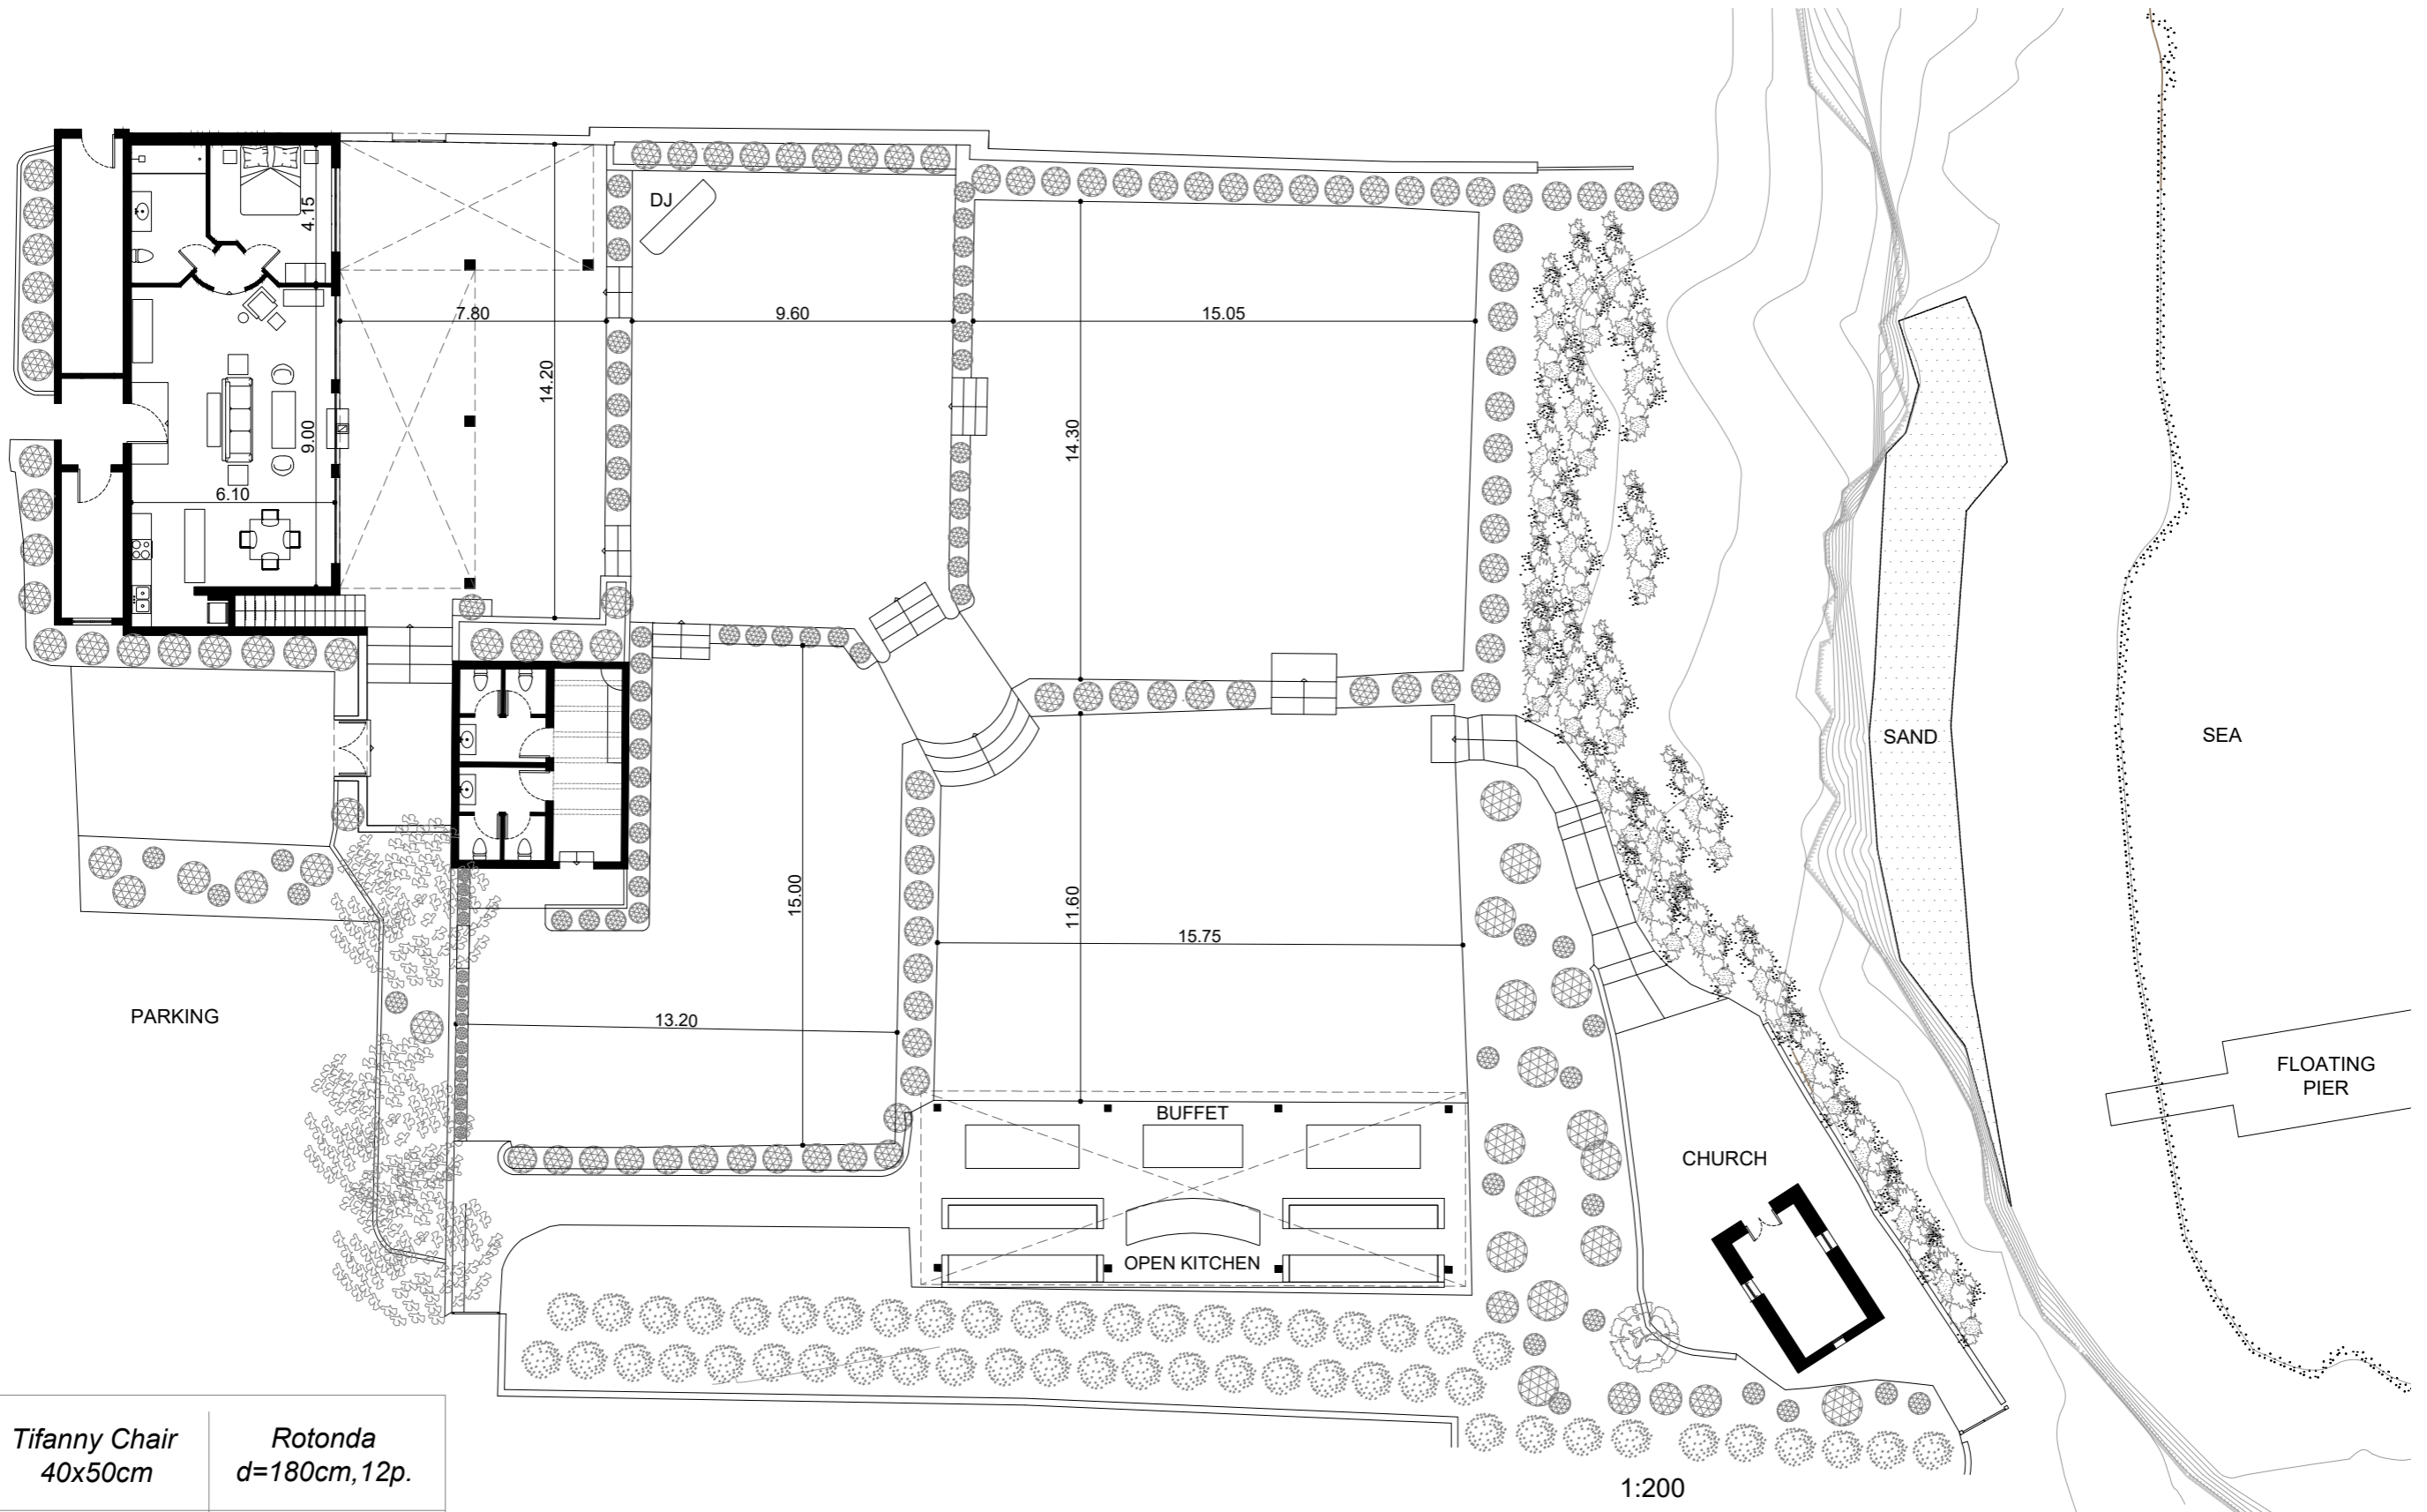 DJ
4.15
7.80
9.60
15.05
14.20
9.00
14.30
6.10
SAND
SEA
15.00
11.60
15.75
PARKING
13.20
FLOATING
PIER
BUFFET
CHURCH
OPEN KITCHEN
Tifanny Chair
40x50cm
Rotonda
d=180cm,12p.
1:200